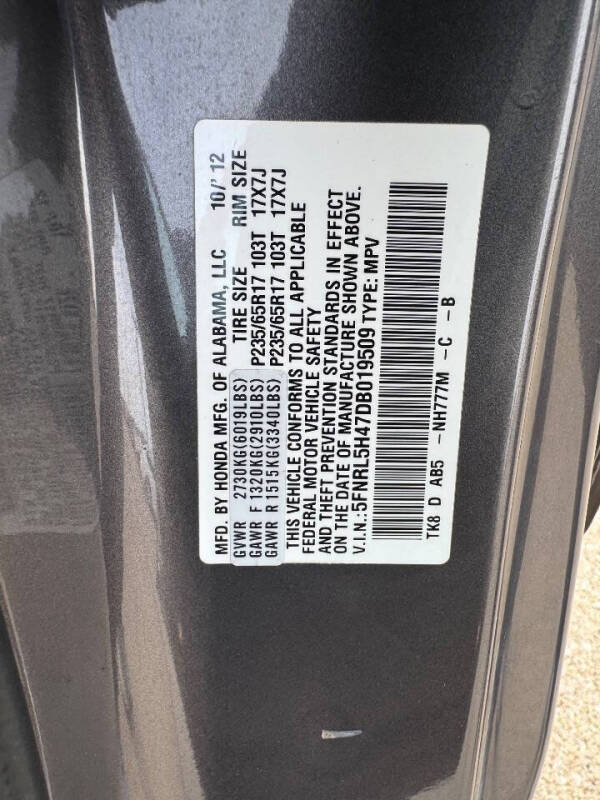 MFD. BY HONDA MFG. OF ALABAMA, LLC 10/'12
GVWR 2730KG(6019LBS) TIRE SIZE RIM SIZE
GAWR F 1320KG(2910LBS) P235/65R17 103T 17X7J
GAWR R 1515KG(3340LBS) P235/65R17 103T 17X7J
THIS VEHICLE CONFORMS TO ALL APPLICABLE
FEDERAL MOTOR VEHICLE SAFETY
AND THEFT PREVENTION STANDARDS IN EFFECT
ON THE DATE OF MANUFACTURE SHOWN ABOVE.
V.I.N.:5FNRL5H47DB019509 TYPE: MPV
TK8 D AB5 -NH777M -C -B